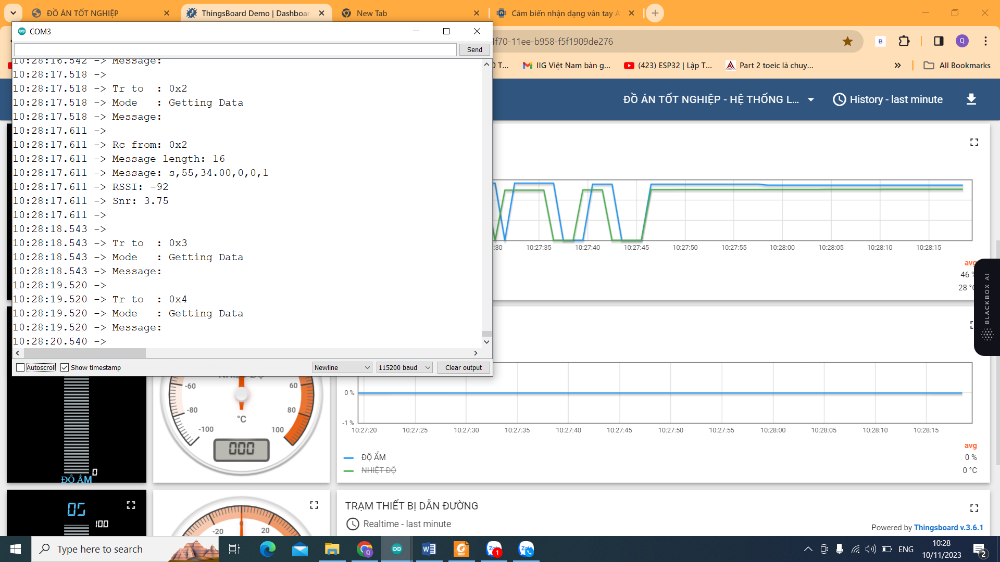 ĐỒ ÁN TỐT NGHIỆP
ThingsBoard Demo | Dashboar
New Tab
Cảm biến nhận dạng vân tay A
COM3
4f70-11ee-b958-f5f1909de276
B
Q
Send
0 T...
IIG Việt Nam bàn g...
(423) ESP32 | Lập T...
Part 2 toeic là chuy...
All Bookmarks
10:28:16.542 -> Message:
10:28:17.518 ->
10:28:17.518 -> Tr to  : 0x2
10:28:17.518 -> Mode   : Getting Data
10:28:17.518 -> Message:
10:28:17.611 ->
10:28:17.611 -> Rc from: 0x2
10:28:17.611 -> Message length: 16
10:28:17.611 -> Message: s,55,34.00,0,0,1
10:28:17.611 -> RSSI: -92
10:28:17.611 -> Snr: 3.75
10:28:17.611 ->
10:28:18.543 ->
10:28:18.543 -> Tr to  : 0x3
10:28:18.543 -> Mode   : Getting Data
10:28:18.543 -> Message:
10:28:19.520 ->
10:28:19.520 -> Tr to  : 0x4
10:28:19.520 -> Mode   : Getting Data
10:28:19.520 -> Message:
10:28:20.540 ->
Autoscroll
Show timestamp
Newline
115200 baud
Clear output
ĐỒ ÁN TỐT NGHIỆP - HỆ THỐNG L...
History - last minute
:30 10:27:35 10:27:40 10:27:45 10:27:50 10:27:55 10:28:00 10:28:05 10:28:10 10:28:15
avg
46 %
28 °C
BLACKBOX AI
-60 60
-80 80
°C
-100 100
000
0
ĐỘ ẨM
0 %
-1 %
10:27:20 10:27:25 10:27:30 10:27:35 10:27:40 10:27:45 10:27:50 10:27:55 10:28:00 10:28:05 10:28:10 10:28:15
avg
ĐỘ ẨM 0 %
NHIỆT ĐỘ 0 °C
05
100
-20 20
TRẠM THIẾT BỊ DẪN ĐƯỜNG
Realtime - last minute
Powered by Thingsboard v.3.6.1
Type here to search
1
ENG
10:28
10/11/2023
2